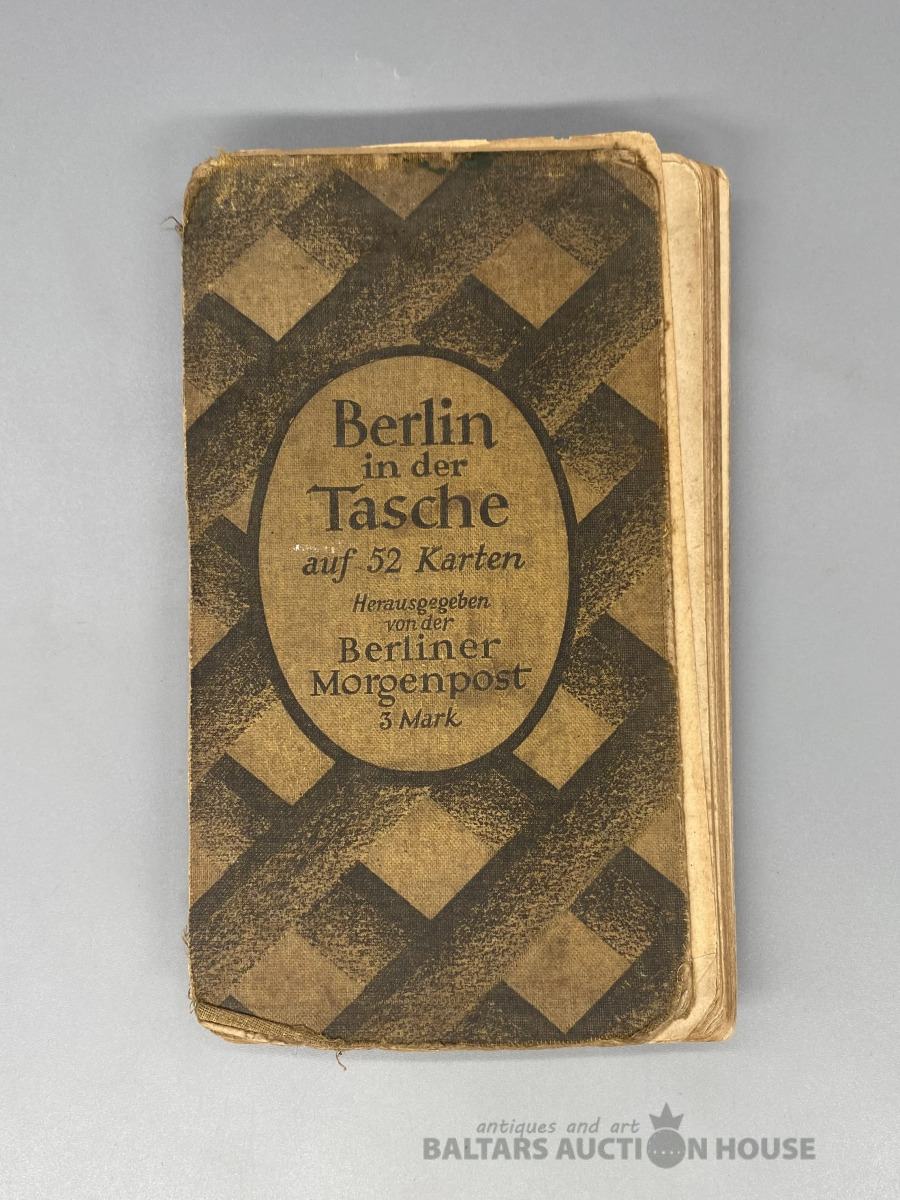 Berlin
in der
Tasche
auf 52 Karten
Herausgegeben
von der
Berliner
Morgenpost
3 Mark
antiques and art
BALTARS AUCTION HOUSE